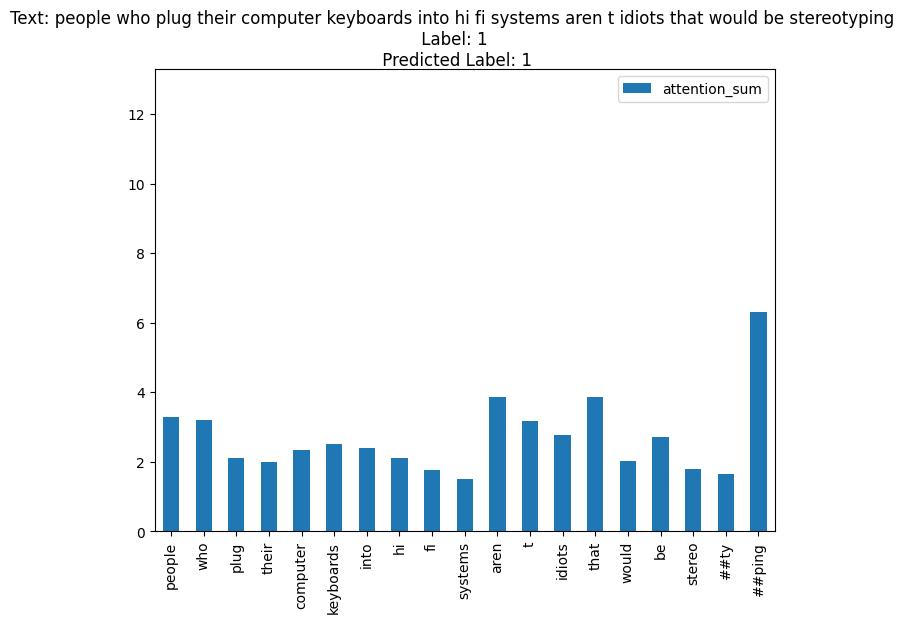 Text: people who plug their computer keyboards into hi fi systems aren t idiots that would be stereotyping
Label: 1
Predicted Label: 1
attention_sum
12
10
8
6
4
2
0
people
who
plug
their
computer
keyboards
into
hi
fi
systems
aren
t
idiots
that
would
be
stereo
##ty
##ping